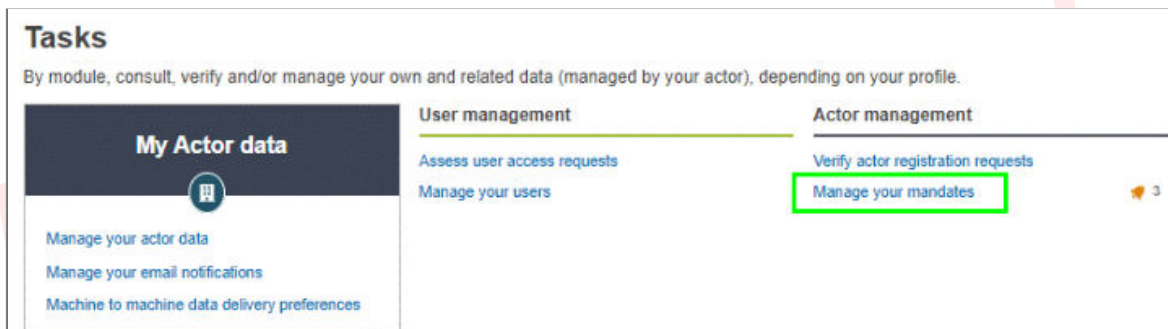 Tasks
By module, consult, verify and/or manage your own and related data (managed by your actor), depending on your profile.
My Actor data
Manage your actor data
Manage your email notifications
Machine to machine data delivery preferences
User management
Assess user access requests
Manage your users
Actor management
Verify actor registration requests
Manage your mandates
3